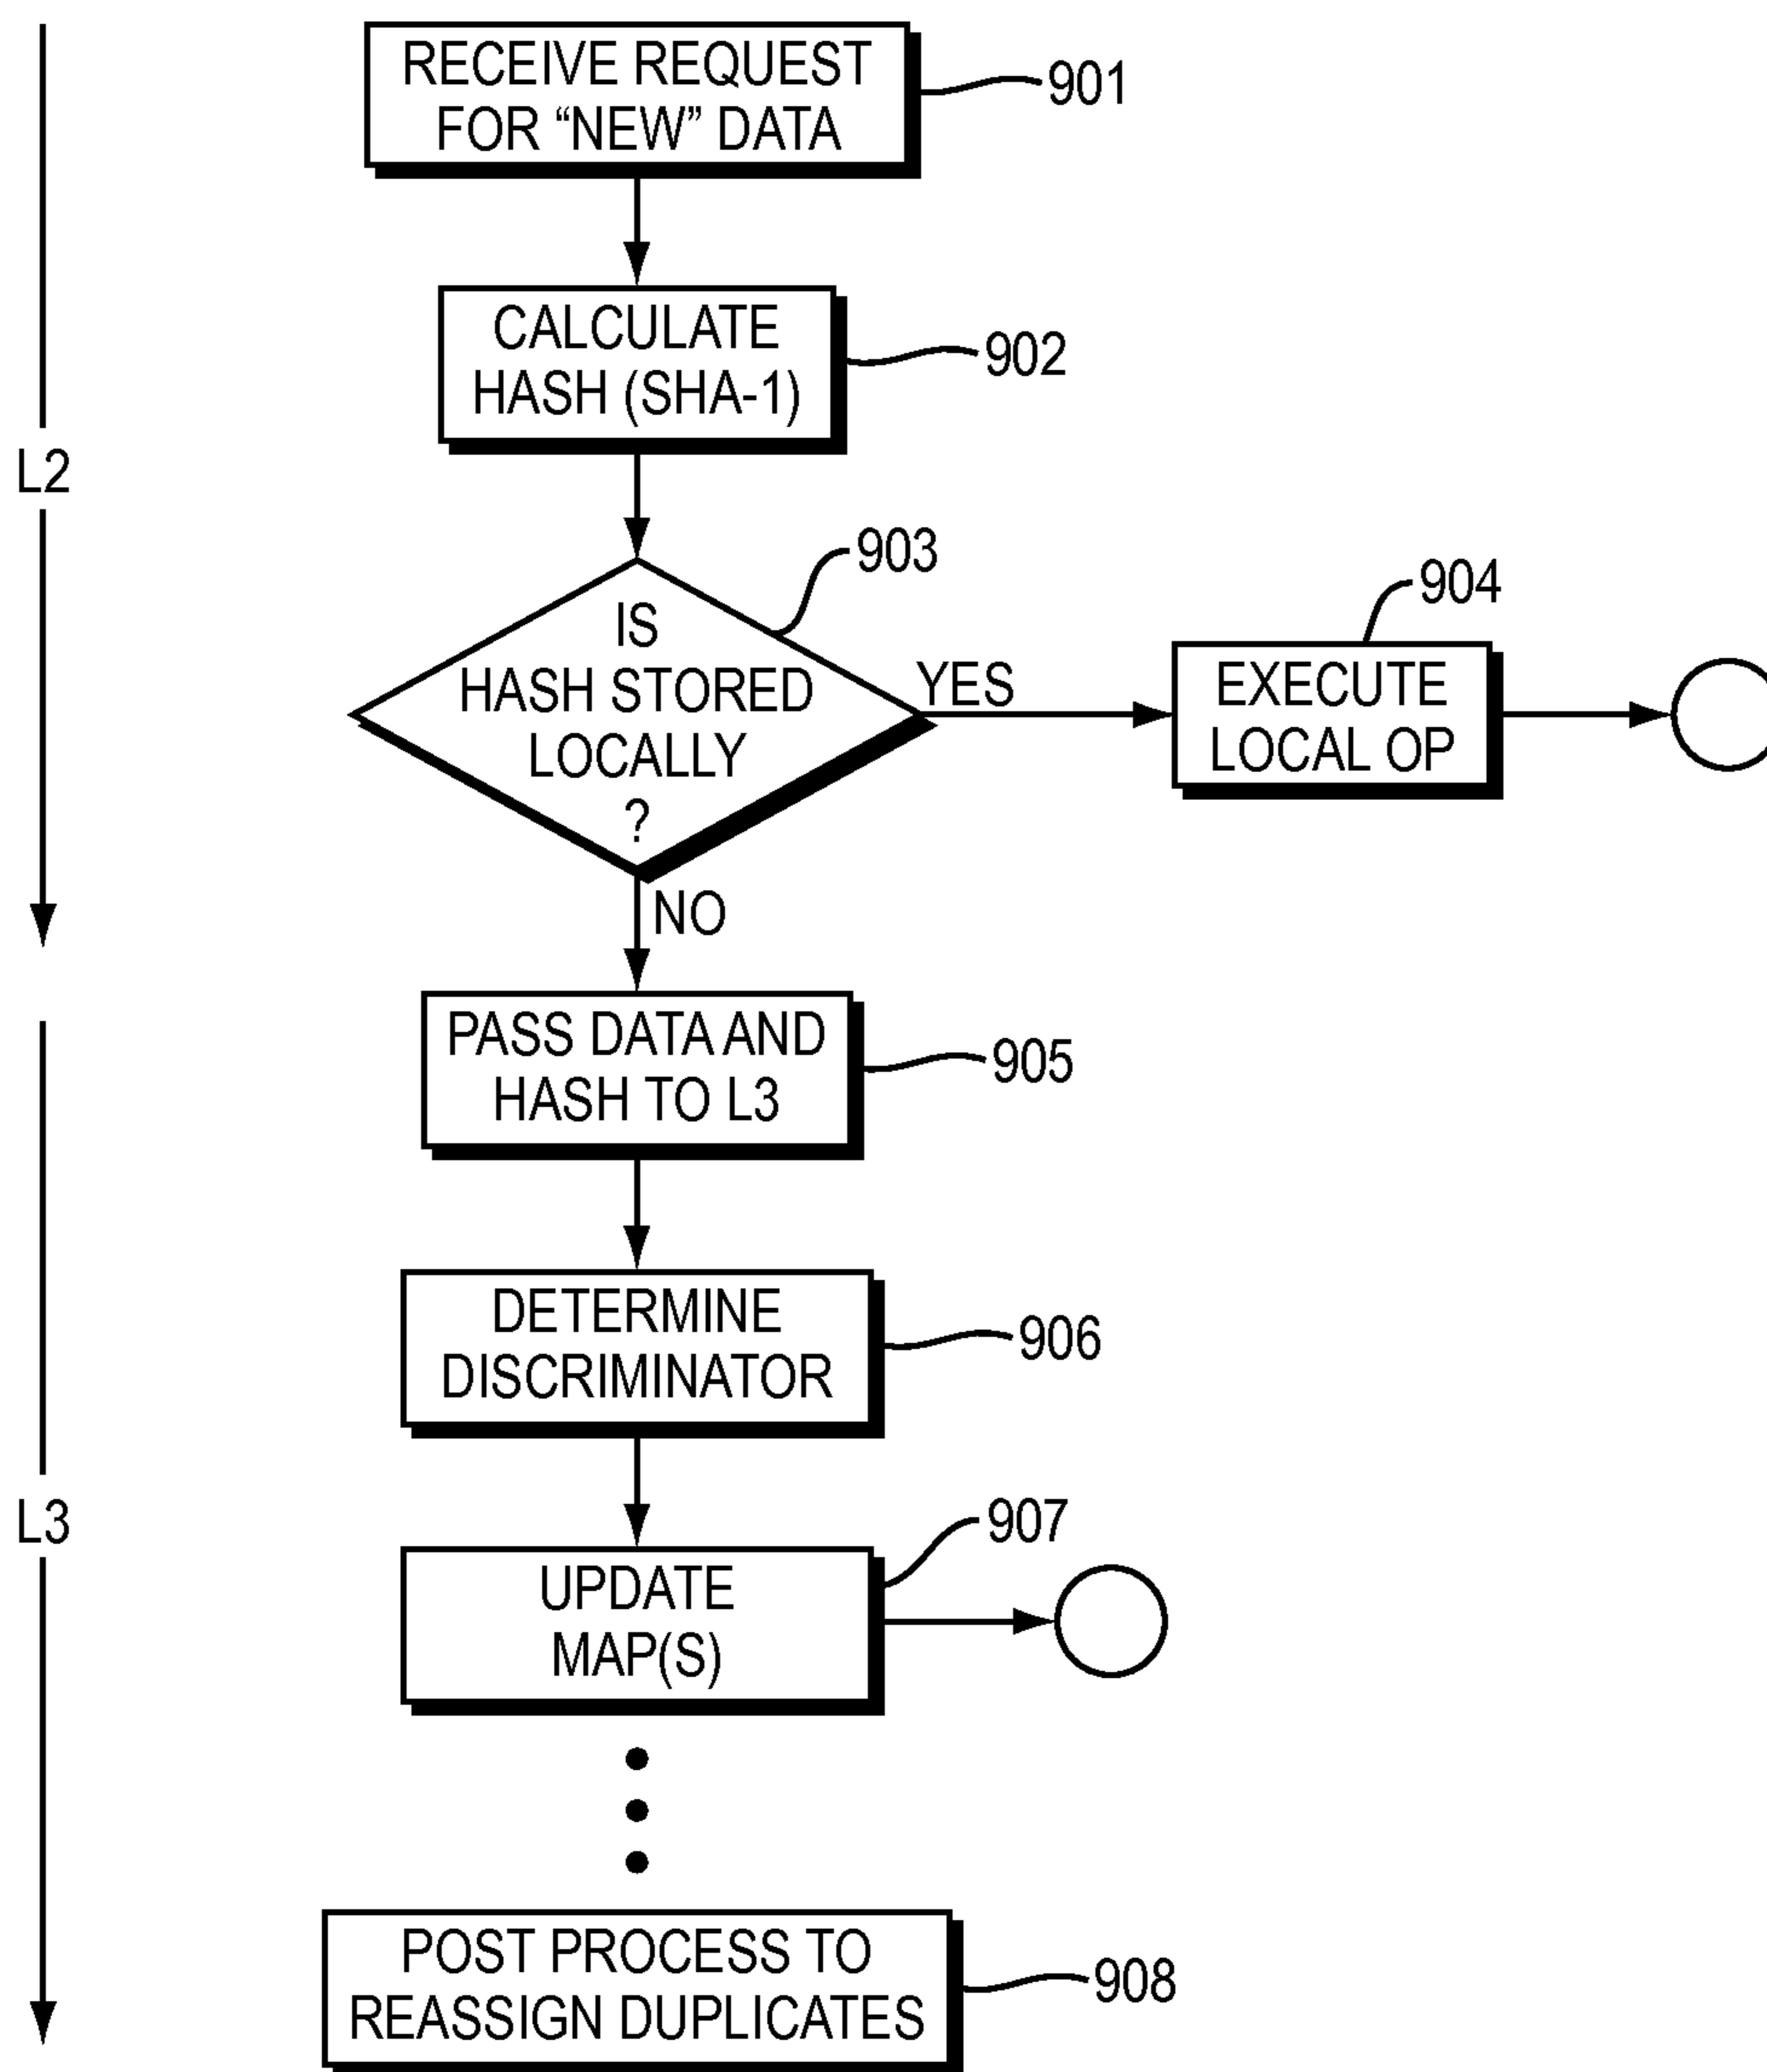 RECEIVE REQUEST
FOR “NEW” DATA
901
CALCULATE
HASH (SHA-1)
902
L2
903
IS
HASH STORED
LOCALLY
?
YES
904
EXECUTE
LOCAL OP
NO
PASS DATA AND
HASH TO L3
905
DETERMINE
DISCRIMINATOR
906
L3
907
UPDATE
MAP(S)
POST PROCESS TO
REASSIGN DUPLICATES
908